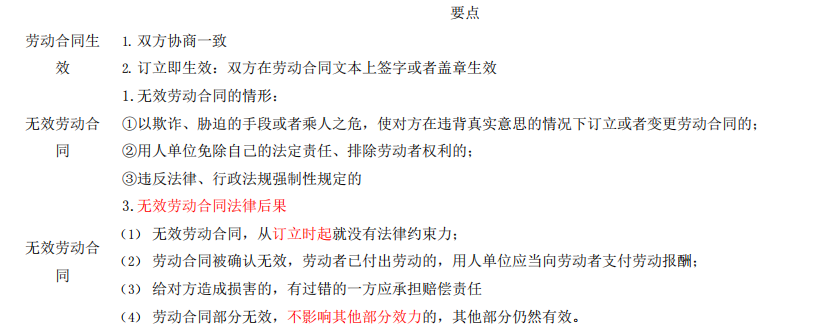 要点
劳动合同生效
1. 双方协商一致
2. 订立即生效：双方在劳动合同文本上签字或者盖章生效
无效劳动合同
1.无效劳动合同的情形：
①以欺诈、胁迫的手段或者乘人之危，使对方在违背真实意思的情况下订立或者变更劳动合同的；
②用人单位免除自己的法定责任、排除劳动者权利的；
③违反法律、行政法规强制性规定的
无效劳动合同
3.无效劳动合同法律后果
（1） 无效劳动合同，从订立时起就没有法律约束力；
（2） 劳动合同被确认无效，劳动者已付出劳动的，用人单位应当向劳动者支付劳动报酬；
（3） 给对方造成损害的，有过错的一方应承担赔偿责任
（4） 劳动合同部分无效，不影响其他部分效力的，其他部分仍然有效。